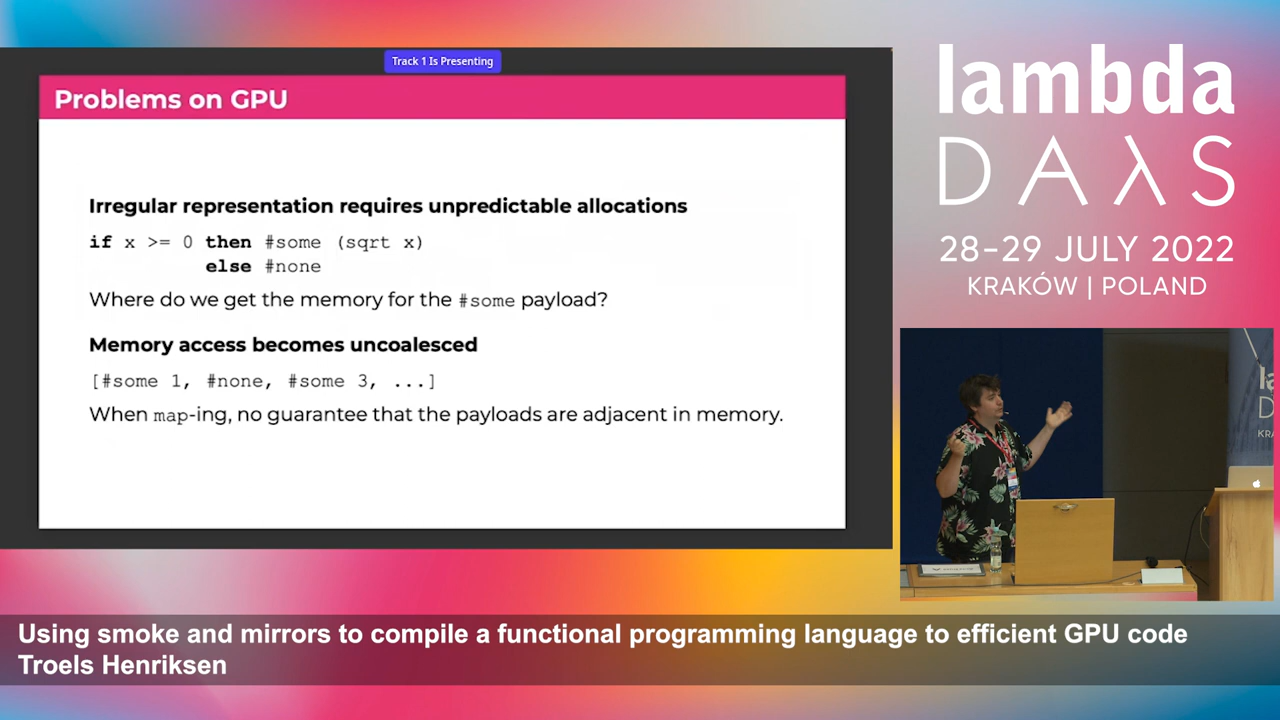 Track 1 Is Presenting
Problems on GPU
Irregular representation requires unpredictable allocations
if x >= 0 then #some (sqrt x)
else #none
Where do we get the memory for the #some payload?
Memory access becomes uncoalesced
[#some 1, #none, #some 3, ...]
When map-ing, no guarantee that the payloads are adjacent in memory.
lambda
DAλS
28–29 JULY 2022
KRAKÓW | POLAND
Using smoke and mirrors to compile a functional programming language to efficient GPU code
Troels Henriksen